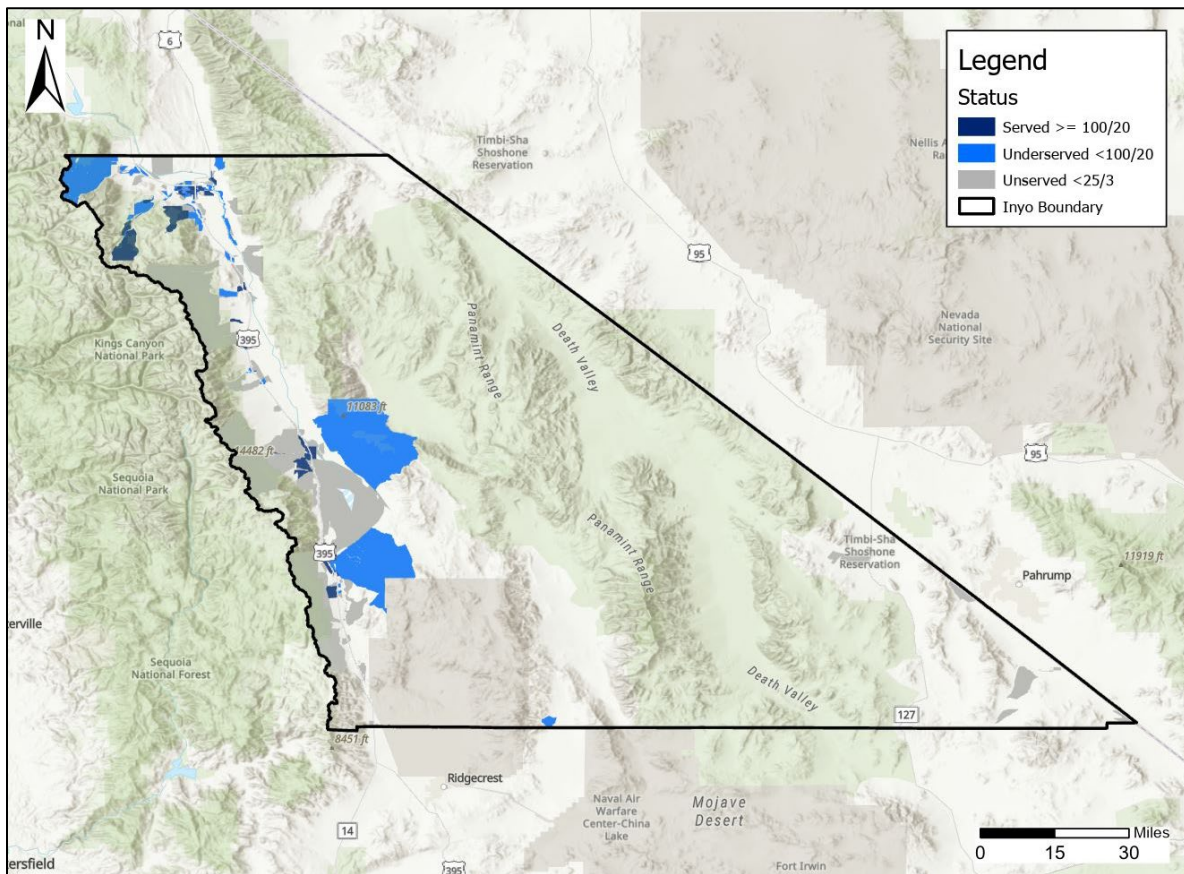 N
6
Legend
Status
Served >= 100/20
Underserved <100/20
Unserved <25/3
Inyo Boundary
Timbi-Sha
Shoshone
Reservation
95
Nevada
National
Security Site
Kings Canyon
National Park
395
Panamint Range
Death Valley
11083 ft
14482 ft
Sequoia
National Park
95
Panamint Range
395
Timbi-Sha
Shoshone
Reservation
11919 ft
Pahrump
terville
Sequoia
National Forest
Death Valley
127
8451 ft
Ridgecrest
Naval Air
Warfare
Center-China
Lake
Mojave
Desert
14
Miles
0 15 30
ersfield
395
Fort Irwin